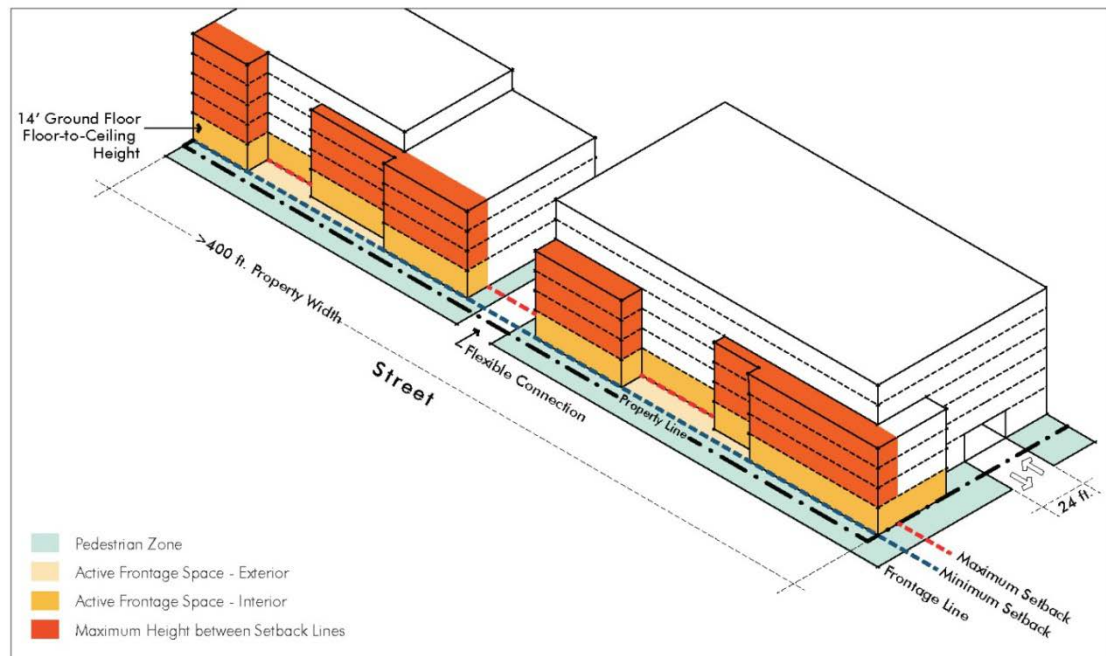 14' Ground Floor
Floor-to-Ceiling
Height
>400 ft. Property Width
Street
Flexible Connection
Property Line
24 ft.
Maximum Setback
Minimum Setback
Frontage Line
Pedestrian Zone
Active Frontage Space - Exterior
Active Frontage Space - Interior
Maximum Height between Setback Lines